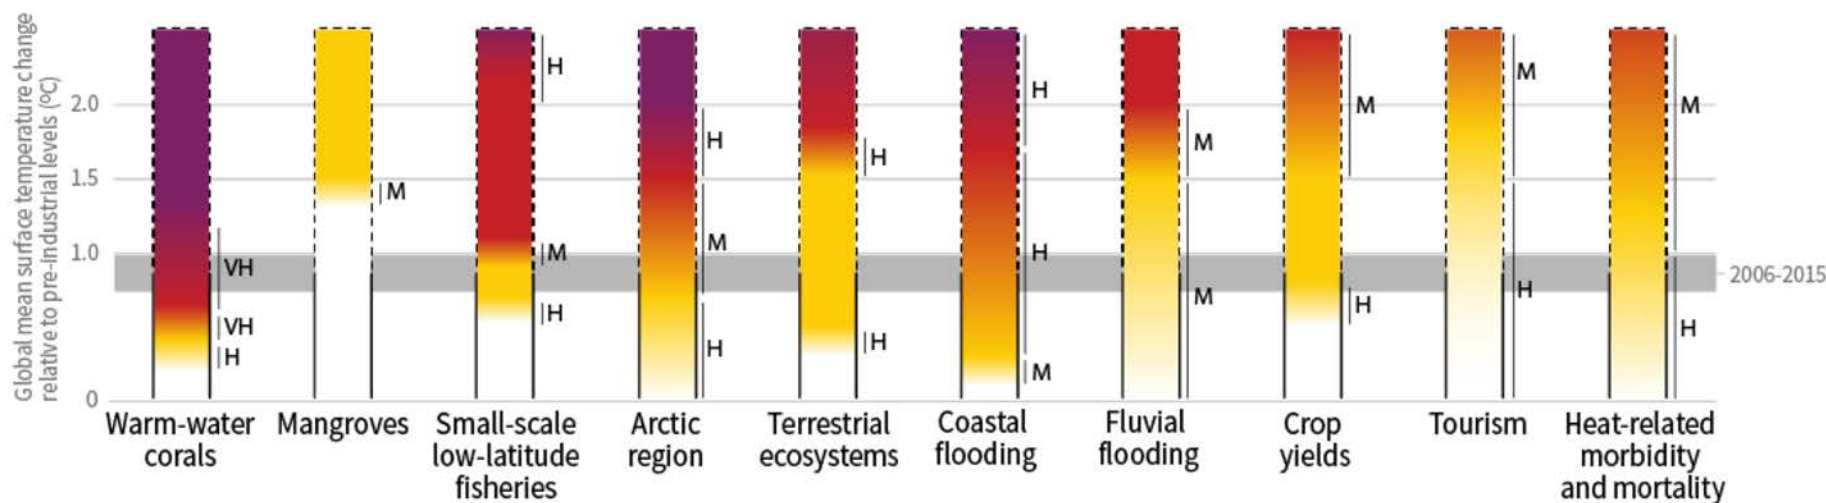 Global mean surface temperature change
relative to pre-industrial levels (ºC)
2.0
1.5
1.0
0
VH
VH
H
M
H
M
H
H
M
H
H
H
H
H
M
M
M
M
H
M
H
M
H
2006-2015
Warm-water
corals
Mangroves
Small-scale
low-latitude
fisheries
Arctic
region
Terrestrial
ecosystems
Coastal
flooding
Fluvial
flooding
Crop
yields
Tourism
Heat-related
morbidity
and mortality